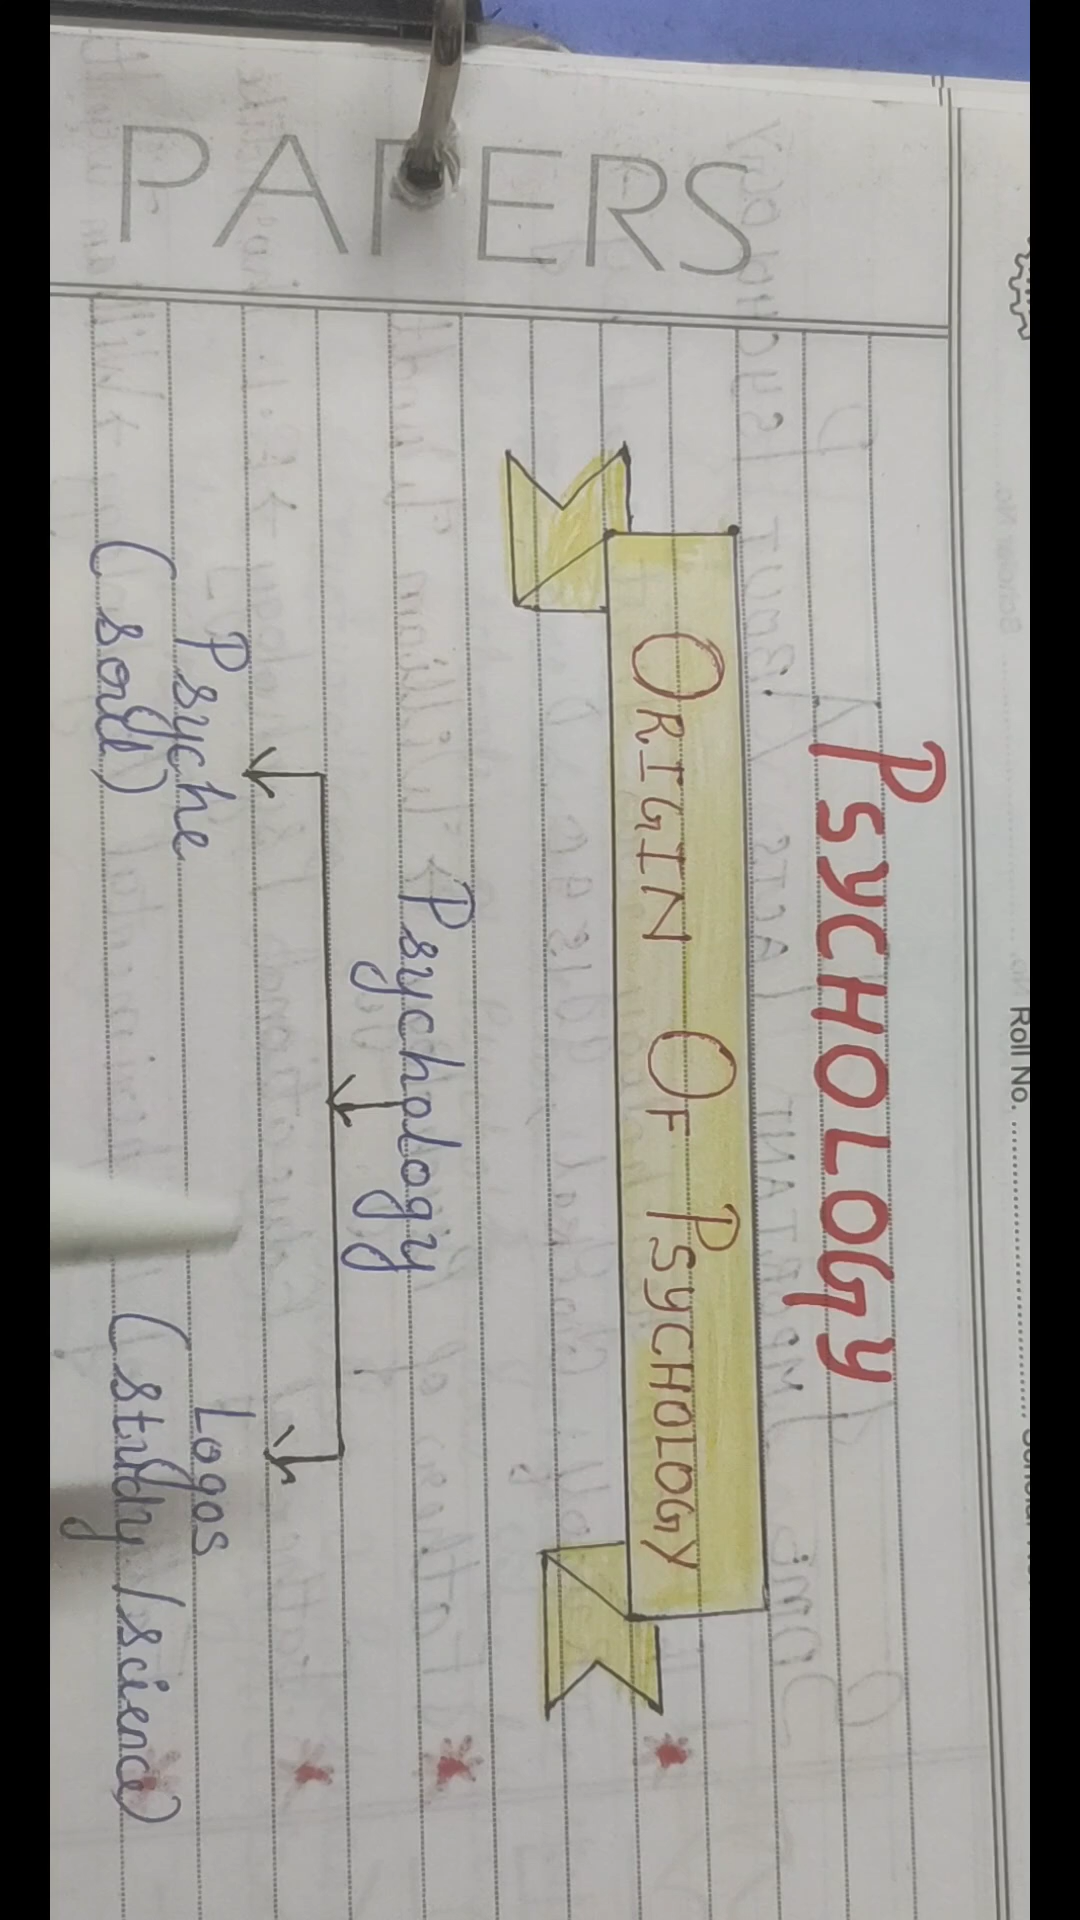 Roll No.
PAPERS
PSYCHOLOGY
ORIGIN OF PSYCHOLOGY
Psychology
Psyche
Logos
(soul)
(study/science)